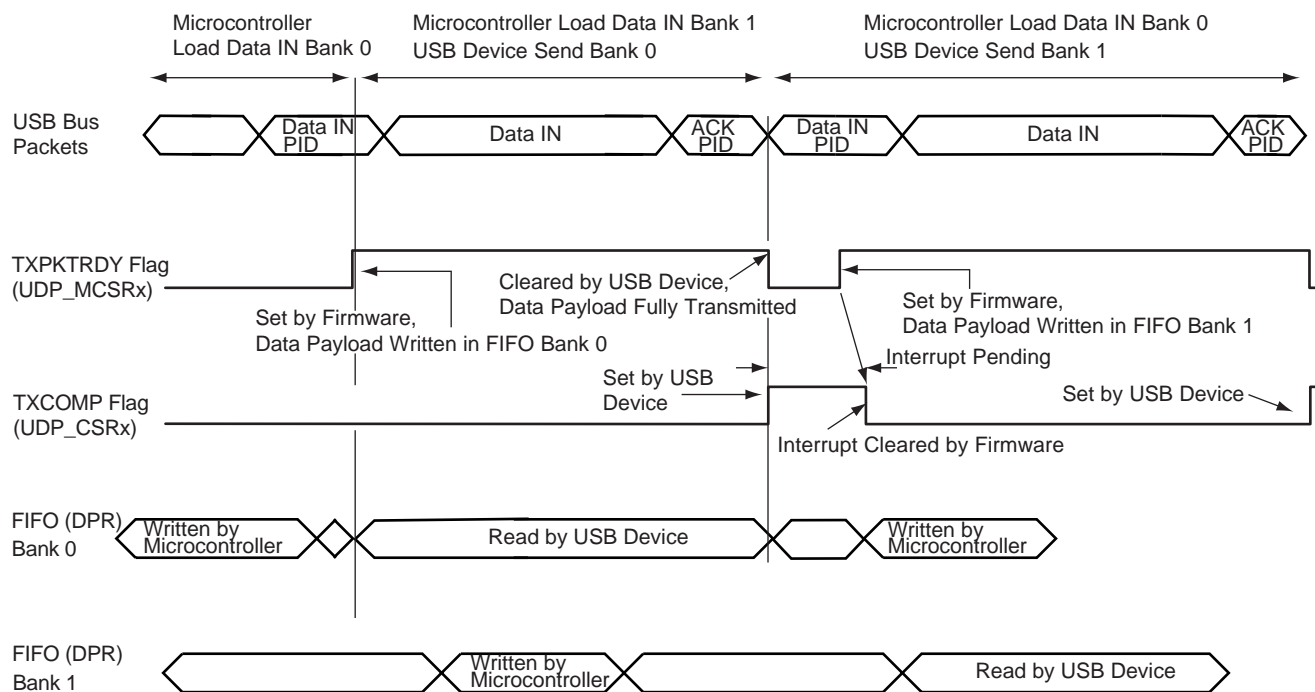 Microcontroller
Load Data IN Bank 0
Microcontroller Load Data IN Bank 1
USB Device Send Bank 0
Microcontroller Load Data IN Bank 0
USB Device Send Bank 1
USB Bus
Packets
Data IN
PID
Data IN
ACK
PID
Data IN
PID
Data IN
ACK
PID
TXPKTRDY Flag
(UDP_MCSRx)
Set by Firmware,
Data Payload Written in FIFO Bank 0
Cleared by USB Device,
Data Payload Fully Transmitted
Set by Firmware,
Data Payload Written in FIFO Bank 1
Interrupt Pending
TXCOMP Flag
(UDP_CSRx)
Set by USB
Device
Set by USB Device
Interrupt Cleared by Firmware
FIFO (DPR)
Bank 0
Written by
Microcontroller
Read by USB Device
Written by
Microcontroller
FIFO (DPR)
Bank 1
Written by
Microcontroller
Read by USB Device